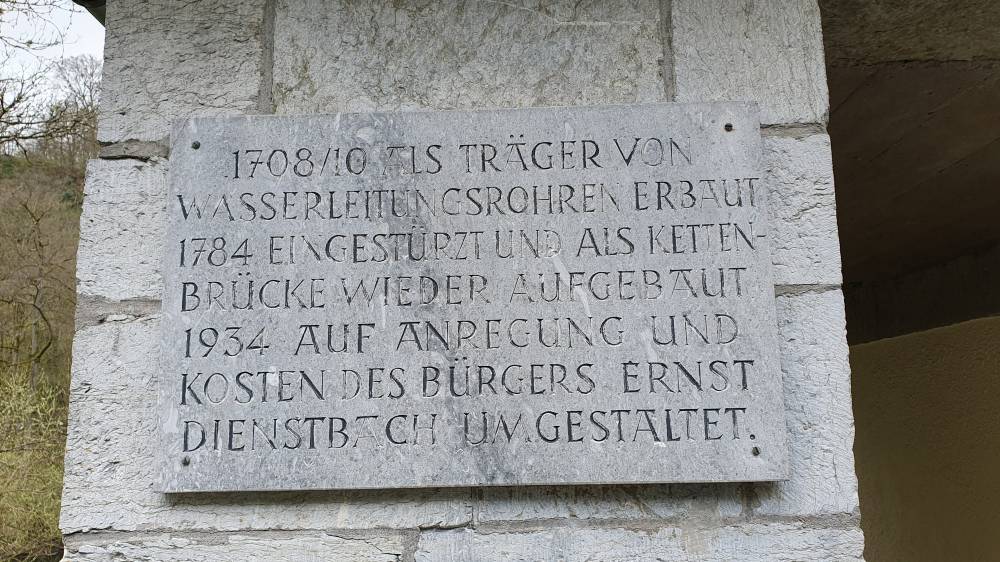 1708/10 ALS TRÄGER VON
WASSERLEITUNGSROHREN ERBAUT
1784 EINGESTÜRZT UND ALS KETTEN-
BRÜCKE WIEDER AUFGEBAUT.
1934 AUF ANREGUNG UND
KOSTEN DES BÜRGERS ERNST
DIENSTBACH UMGESTALTET.